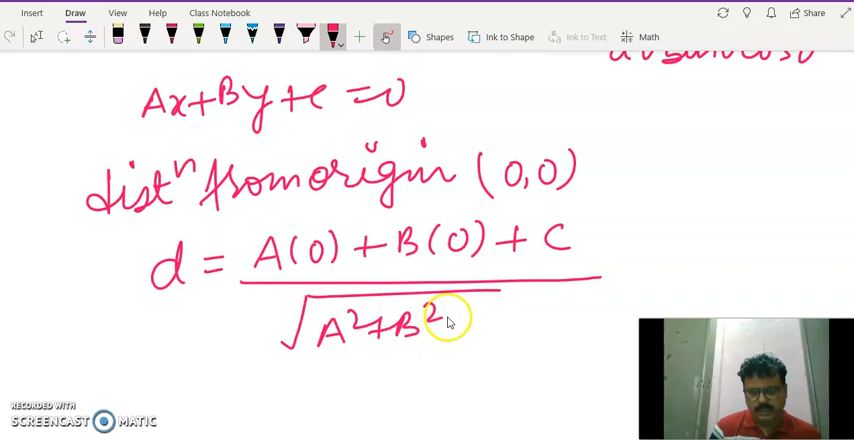 Insert Draw View Help Class Notebook Share
Shapes Ink to Shape Ink to Text Math
Ax+By+C=0
distⁿ from origin (0,0)
d = A(0) + B(0) + C
√A²+B²
RECORDED WITH
SCREENCAST MATIC